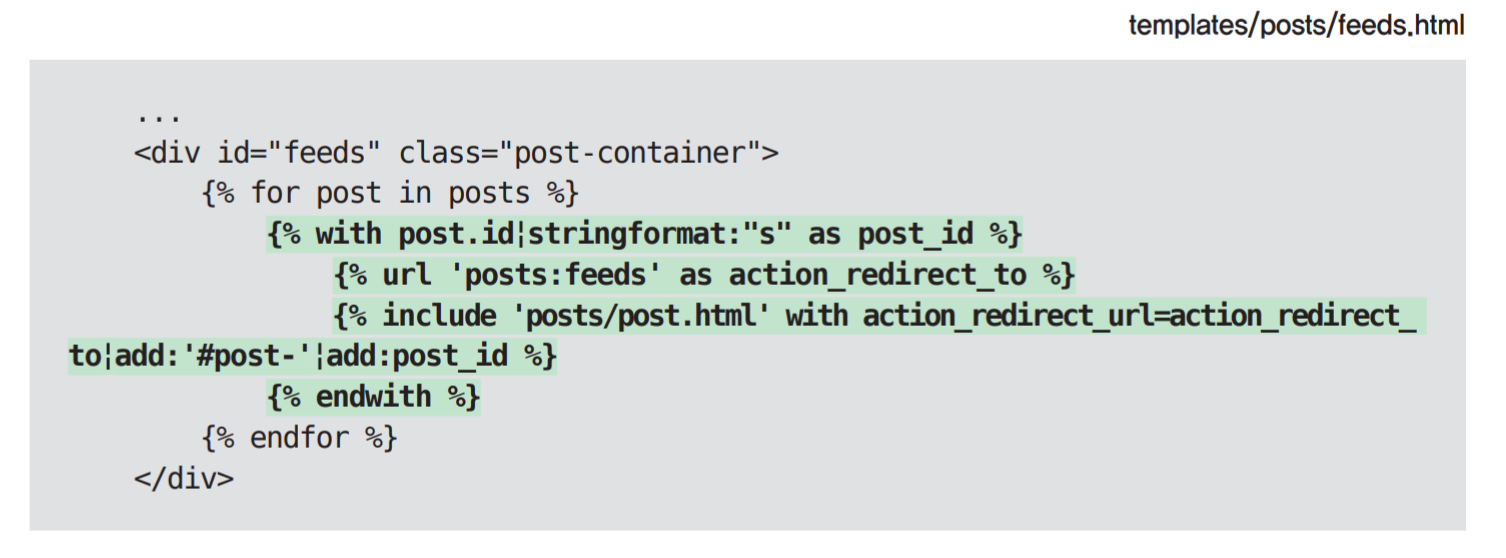 templates/posts/feeds.html
...
<div id="feeds" class="post-container">
{% for post in posts %}
{% with post.id¦stringformat:"s" as post_id %}
{% url 'posts:feeds' as action_redirect_to %}
{% include 'posts/post.html' with action_redirect_url=action_redirect_
to¦add:'#post-'¦add:post_id %}
{% endwith %}
{% endfor %}
</div>